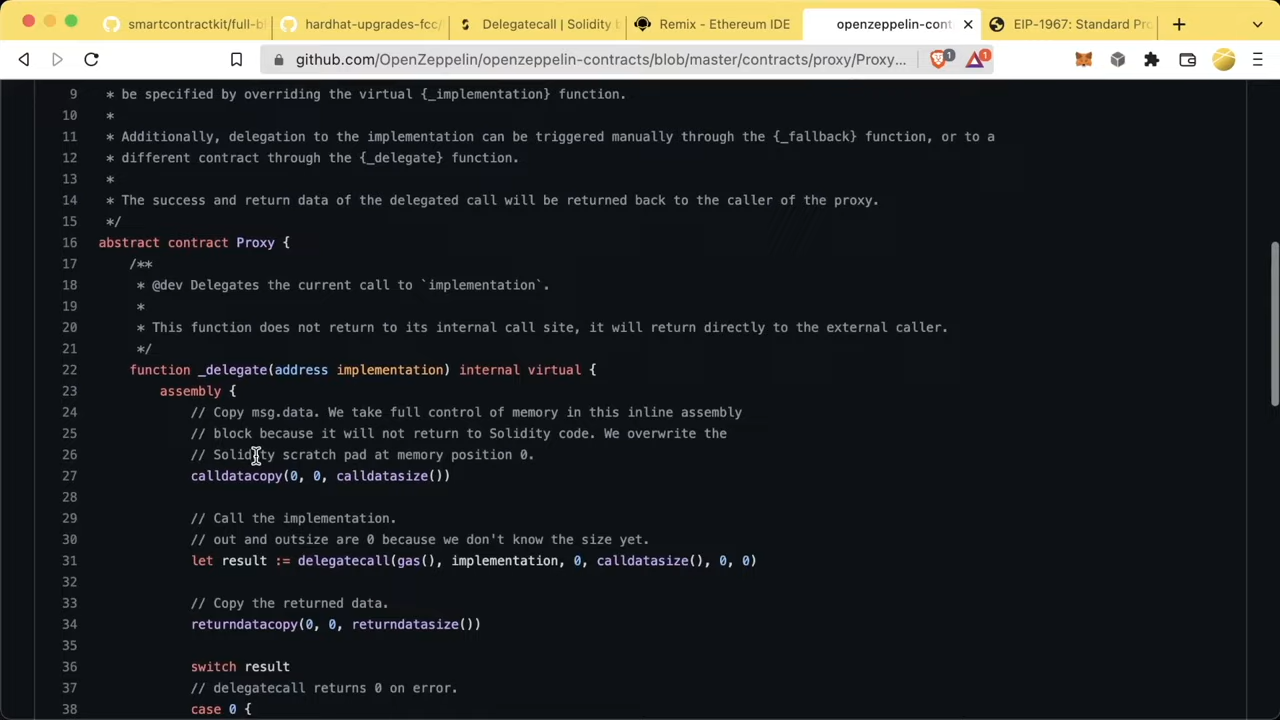 smartcontractkit/full-bl
hardhat-upgrades-fcc/
Delegatecall | Solidity b
Remix - Ethereum IDE
openzeppelin-cont
EIP-1967: Standard Pro
github.com/OpenZeppelin/openzeppelin-contracts/blob/master/contracts/proxy/Proxy...
1
1
9 * be specified by overriding the virtual {_implementation} function.
10 *
11 * Additionally, delegation to the implementation can be triggered manually through the {_fallback} function, or to a
12 * different contract through the {_delegate} function.
13 *
14 * The success and return data of the delegated call will be returned back to the caller of the proxy.
15 */
16 abstract contract Proxy {
17 /**
18 * @dev Delegates the current call to `implementation`.
19 *
20 * This function does not return to its internal call site, it will return directly to the external caller.
21 */
22 function _delegate(address implementation) internal virtual {
23 assembly {
24 // Copy msg.data. We take full control of memory in this inline assembly
25 // block because it will not return to Solidity code. We overwrite the
26 // Solidity scratch pad at memory position 0.
27 calldatacopy(0, 0, calldatasize())
28
29 // Call the implementation.
30 // out and outsize are 0 because we don't know the size yet.
31 let result := delegatecall(gas(), implementation, 0, calldatasize(), 0, 0)
32
33 // Copy the returned data.
34 returndatacopy(0, 0, returndatasize())
35
36 switch result
37 // delegatecall returns 0 on error.
38 case 0 {